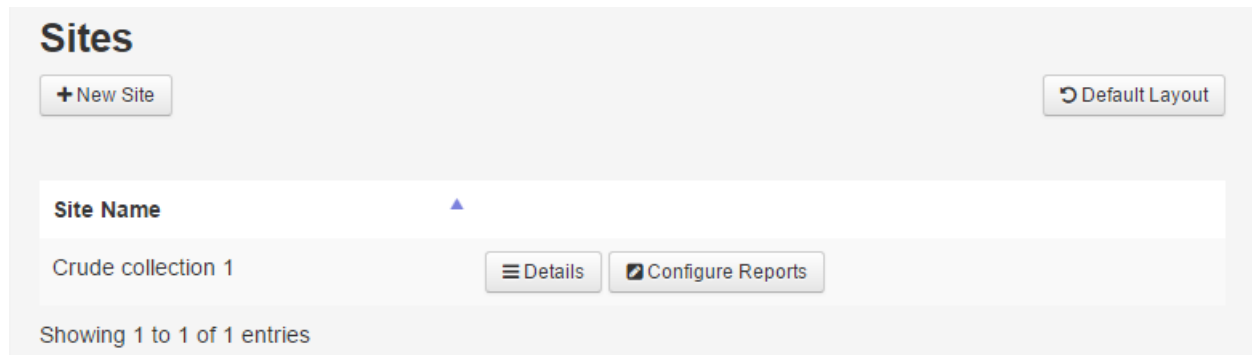 Sites
New Site
Default Layout
Site Name
Crude collection 1
Details
Configure Reports
Showing 1 to 1 of 1 entries